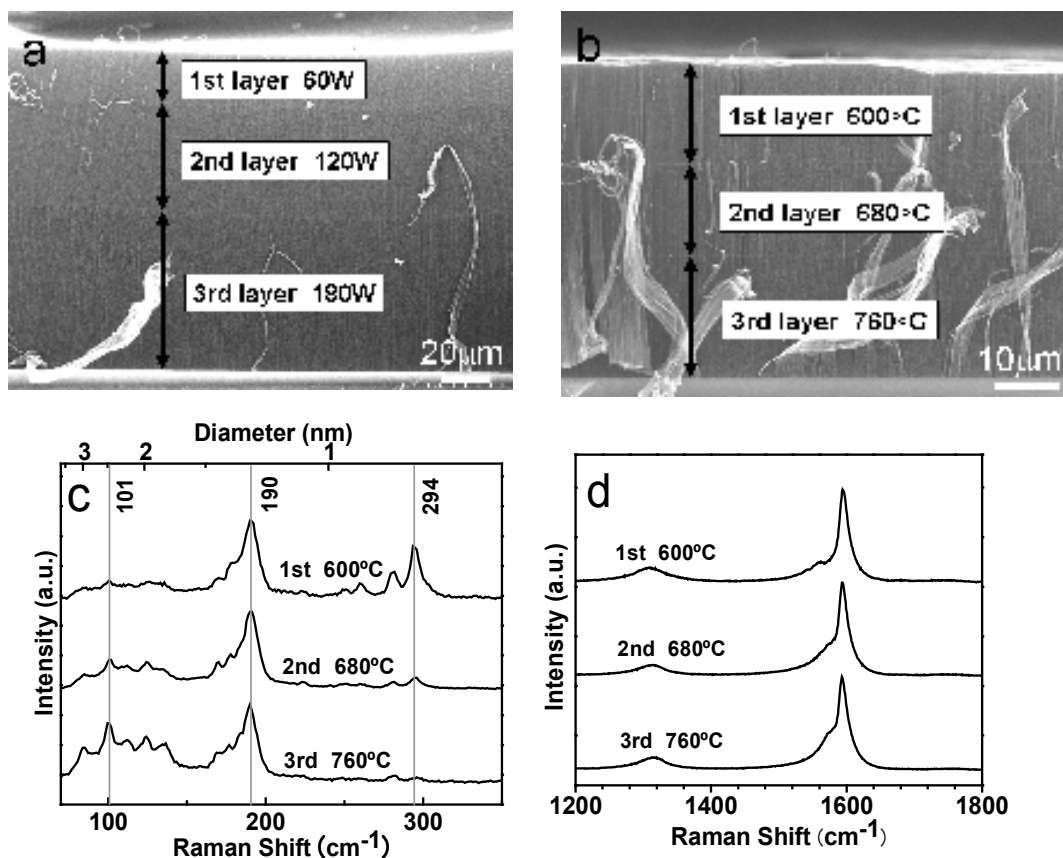 a
1st layer 60W
2nd layer 120W
3rd layer 180W
20μm
b
1st layer 600°C
2nd layer 680°C
3rd layer 760°C
10μm
Diameter (nm)
3 2 1
c
101 190 294
1st 600ºC
2nd 680ºC
3rd 760ºC
Intensity (a.u.)
100 200 300
Raman Shift (cm⁻¹)
d
1st 600ºC
2nd 680ºC
3rd 760ºC
Intensity (a.u.)
1200 1400 1600 1800
Raman Shift (cm⁻¹)